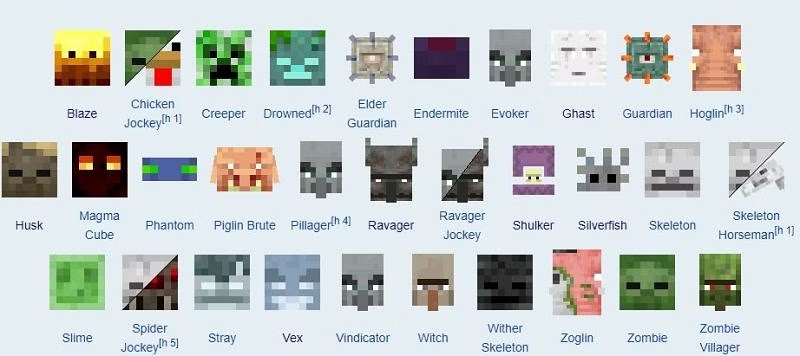 Blaze
Chicken Jockey[h 1]
Creeper
Drowned[h 2]
Elder Guardian
Endermite
Evoker
Ghast
Guardian
Hoglin[h 3]
Husk
Magma Cube
Phantom
Piglin Brute
Pillager[h 4]
Ravager
Ravager Jockey
Shulker
Silverfish
Skeleton
Skeleton Horseman[h 1]
Slime
Spider Jockey[h 5]
Stray
Vex
Vindicator
Witch
Wither Skeleton
Zoglin
Zombie
Zombie Villager